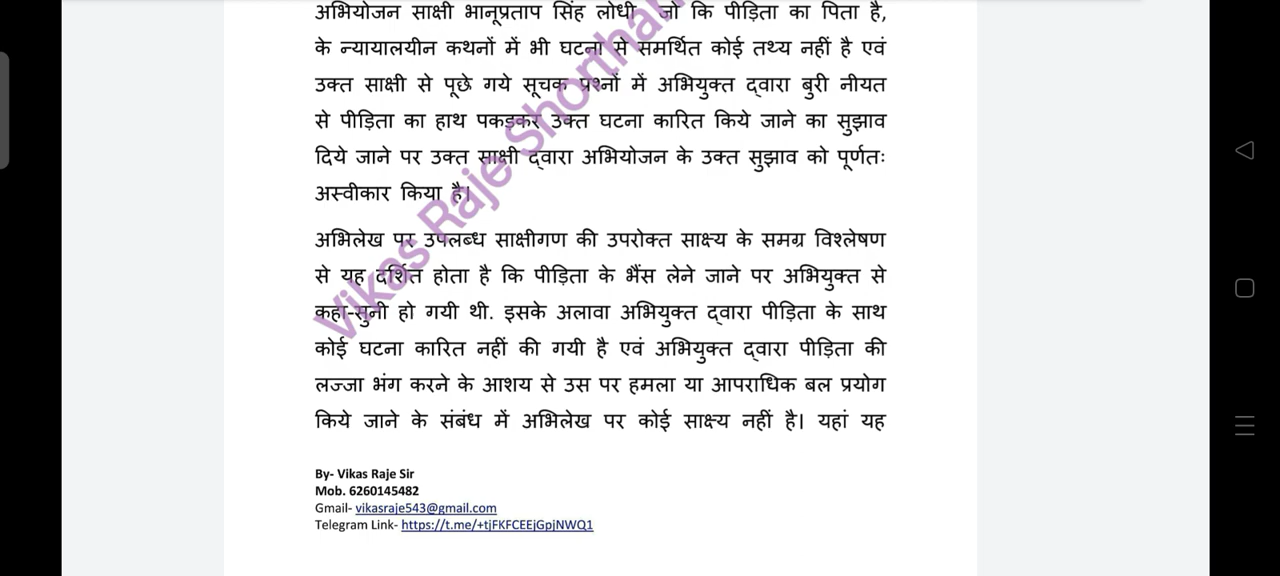 अभियोजन साक्षी भानूप्रताप सिंह लोधी जो कि पीड़िता का पिता है,
के न्यायालयीन कथनों में भी घटना से समर्थित कोई तथ्य नहीं है एवं
उक्त साक्षी से पूछे गये सूचक प्रश्नों में अभियुक्त द्वारा बुरी नीयत
से पीड़िता का हाथ पकड़कर उक्त घटना कारित किये जाने का सुझाव
दिये जाने पर उक्त साक्षी द्वारा अभियोजन के उक्त सुझाव को पूर्णतः
अस्वीकार किया है।
अभिलेख पर उपलब्ध साक्षीगण की उपरोक्त साक्ष्य के समग्र विश्लेषण
से यह दर्शित होता है कि पीड़िता के भैंस लेने जाने पर अभियुक्त से
कहा-सुनी हो गयी थी. इसके अलावा अभियुक्त द्वारा पीड़िता के साथ
कोई घटना कारित नहीं की गयी है एवं अभियुक्त द्वारा पीड़िता की
लज्जा भंग करने के आशय से उस पर हमला या आपराधिक बल प्रयोग
किये जाने के संबंध में अभिलेख पर कोई साक्ष्य नहीं है। यहां यह
Vikas Raje
By- Vikas Raje Sir
Mob. 6260145482
Gmail- vikasraje543@gmail.com
Telegram Link- https://t.me/+tjFKFCEEjGpjNWQ1